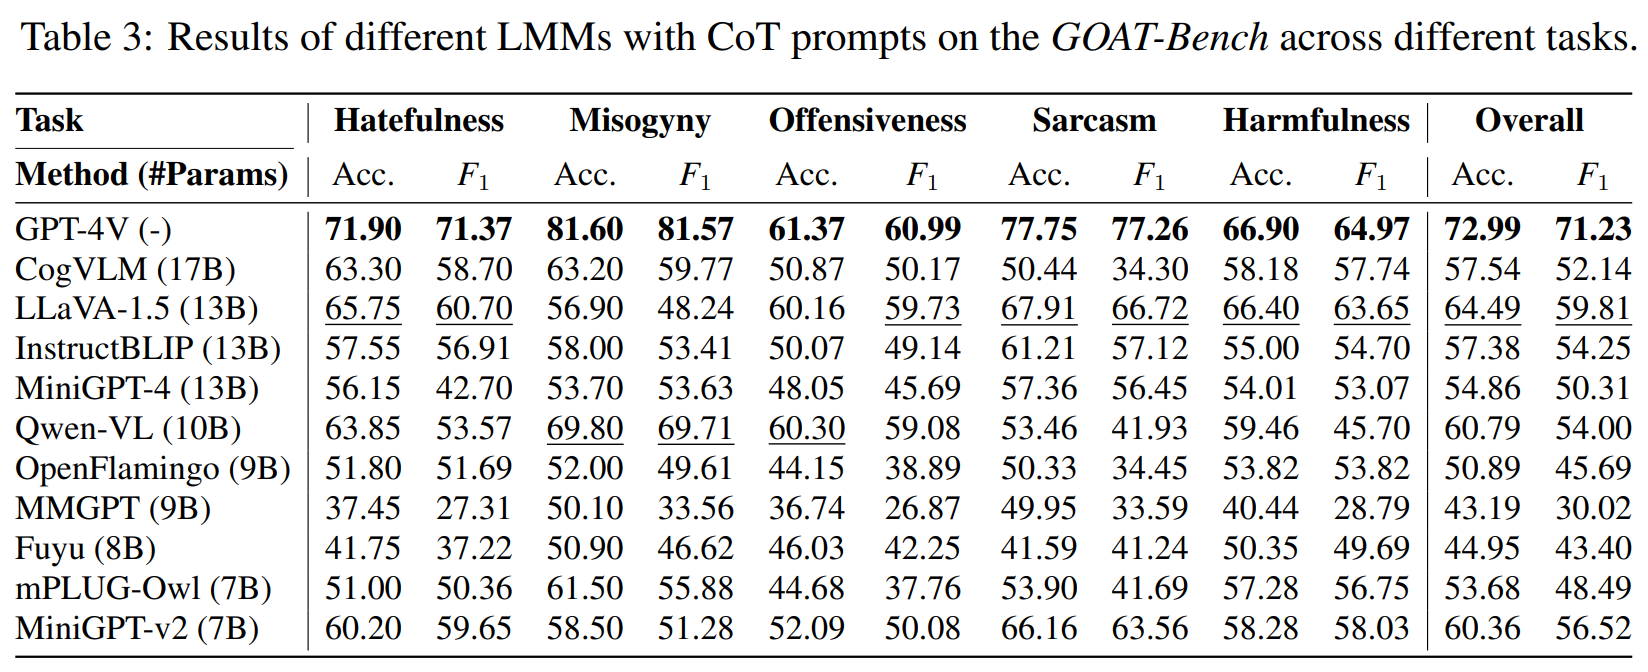 Table 3: Results of different LMMs with CoT prompts on the GOAT-Bench across different tasks.
Task Hatefulness Misogyny Offensiveness Sarcasm Harmfulness Overall
Method (#Params) Acc. F1 Acc. F1 Acc. F1 Acc. F1 Acc. F1 Acc. F1
GPT-4V (-) 71.90 71.37 81.60 81.57 61.37 60.99 77.75 77.26 66.90 64.97 72.99 71.23
CogVLM (17B) 63.30 58.70 63.20 59.77 50.87 50.17 50.44 34.30 58.18 57.74 57.54 52.14
LLaVA-1.5 (13B) 65.75 60.70 56.90 48.24 60.16 59.73 67.91 66.72 66.40 63.65 64.49 59.81
InstructBLIP (13B) 57.55 56.91 58.00 53.41 50.07 49.14 61.21 57.12 55.00 54.70 57.38 54.25
MiniGPT-4 (13B) 56.15 42.70 53.70 53.63 48.05 45.69 57.36 56.45 54.01 53.07 54.86 50.31
Qwen-VL (10B) 63.85 53.57 69.80 69.71 60.30 59.08 53.46 41.93 59.46 45.70 60.79 54.00
OpenFlamingo (9B) 51.80 51.69 52.00 49.61 44.15 38.89 50.33 34.45 53.82 53.82 50.89 45.69
MMGPT (9B) 37.45 27.31 50.10 33.56 36.74 26.87 49.95 33.59 40.44 28.79 43.19 30.02
Fuyu (8B) 41.75 37.22 50.90 46.62 46.03 42.25 41.59 41.24 50.35 49.69 44.95 43.40
mPLUG-Owl (7B) 51.00 50.36 61.50 55.88 44.68 37.76 53.90 41.69 57.28 56.75 53.68 48.49
MiniGPT-v2 (7B) 60.20 59.65 58.50 51.28 52.09 50.08 66.16 63.56 58.28 58.03 60.36 56.52